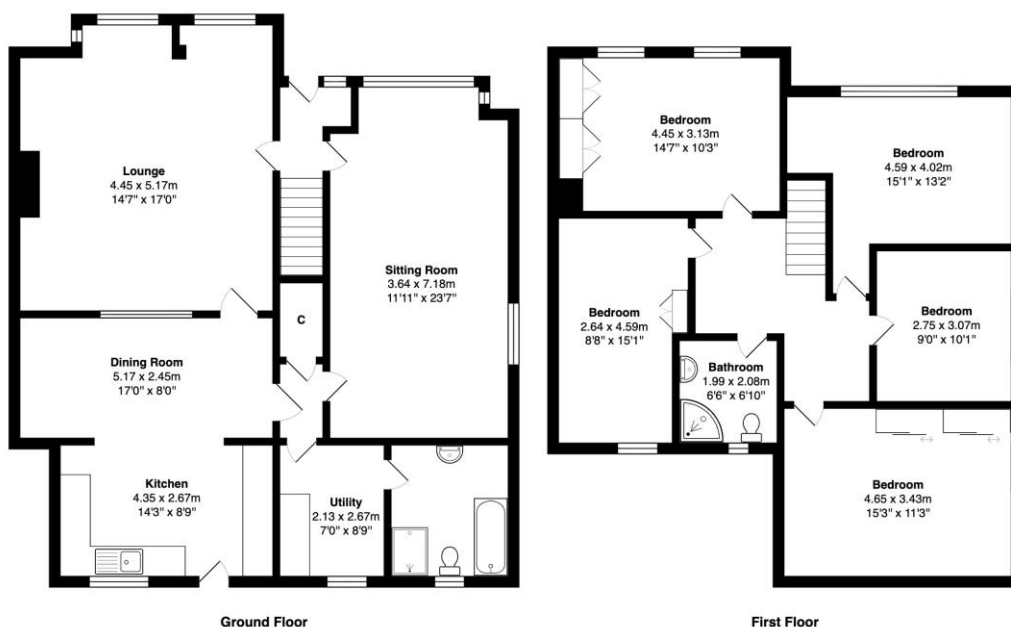 Lounge
4.45 x 5.17m
14'7" x 17'0"
Sitting Room
3.64 x 7.18m
11'11" x 23'7"
C
Dining Room
5.17 x 2.45m
17'0" x 8'0"
Kitchen
4.35 x 2.67m
14'3" x 8'9"
Utility
2.13 x 2.67m
7'0" x 8'9"
Ground Floor
Bedroom
4.45 x 3.13m
14'7" x 10'3"
Bedroom
4.59 x 4.02m
15'1" x 13'2"
Bedroom
2.64 x 4.59m
8'8" x 15'1"
Bedroom
2.75 x 3.07m
9'0" x 10'1"
Bathroom
1.99 x 2.08m
6'6" x 6'10"
Bedroom
4.65 x 3.43m
15'3" x 11'3"
First Floor